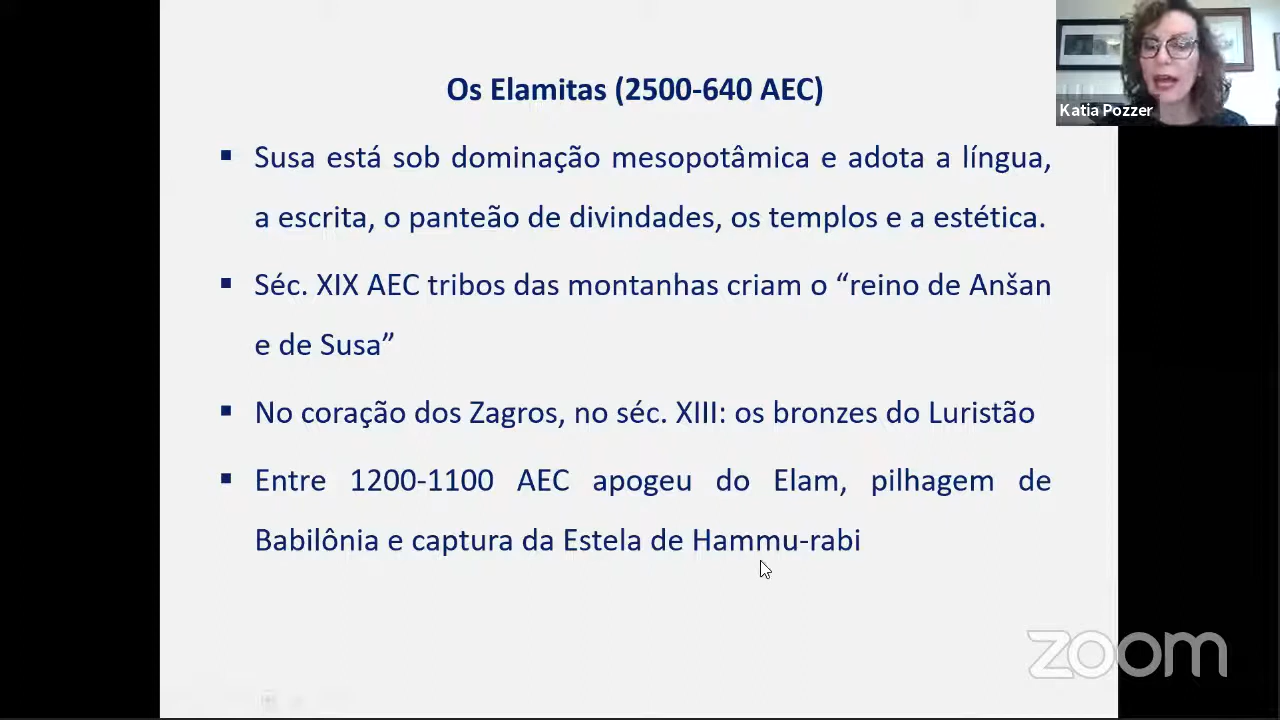 Os Elamitas (2500-640 AEC)
Katia Pozzer
▪ Susa está sob dominação mesopotâmica e adota a língua,
a escrita, o panteão de divindades, os templos e a estética.
▪ Séc. XIX AEC tribos das montanhas criam o “reino de Anšan
e de Susa”
▪ No coração dos Zagros, no séc. XIII: os bronzes do Luristão
▪ Entre 1200-1100 AEC apogeu do Elam, pilhagem de
Babilônia e captura da Estela de Hammu-rabi
zoom